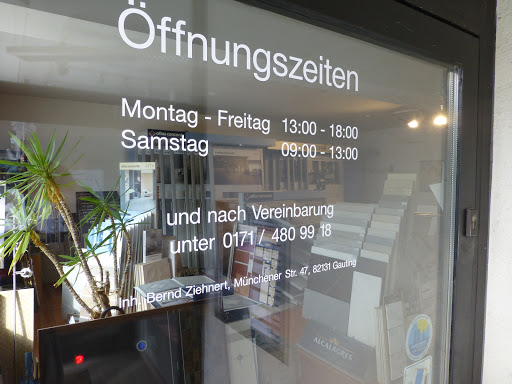 Öffnungszeiten
Montag - Freitag 13:00 - 18:00
Samstag 09:00 - 13:00
und nach Vereinbarung
unter 0171/ 480 99 18
Inh. Bernd Ziehnert, Münchener Str. 47, 82131 Gauting
ALCALAGRES